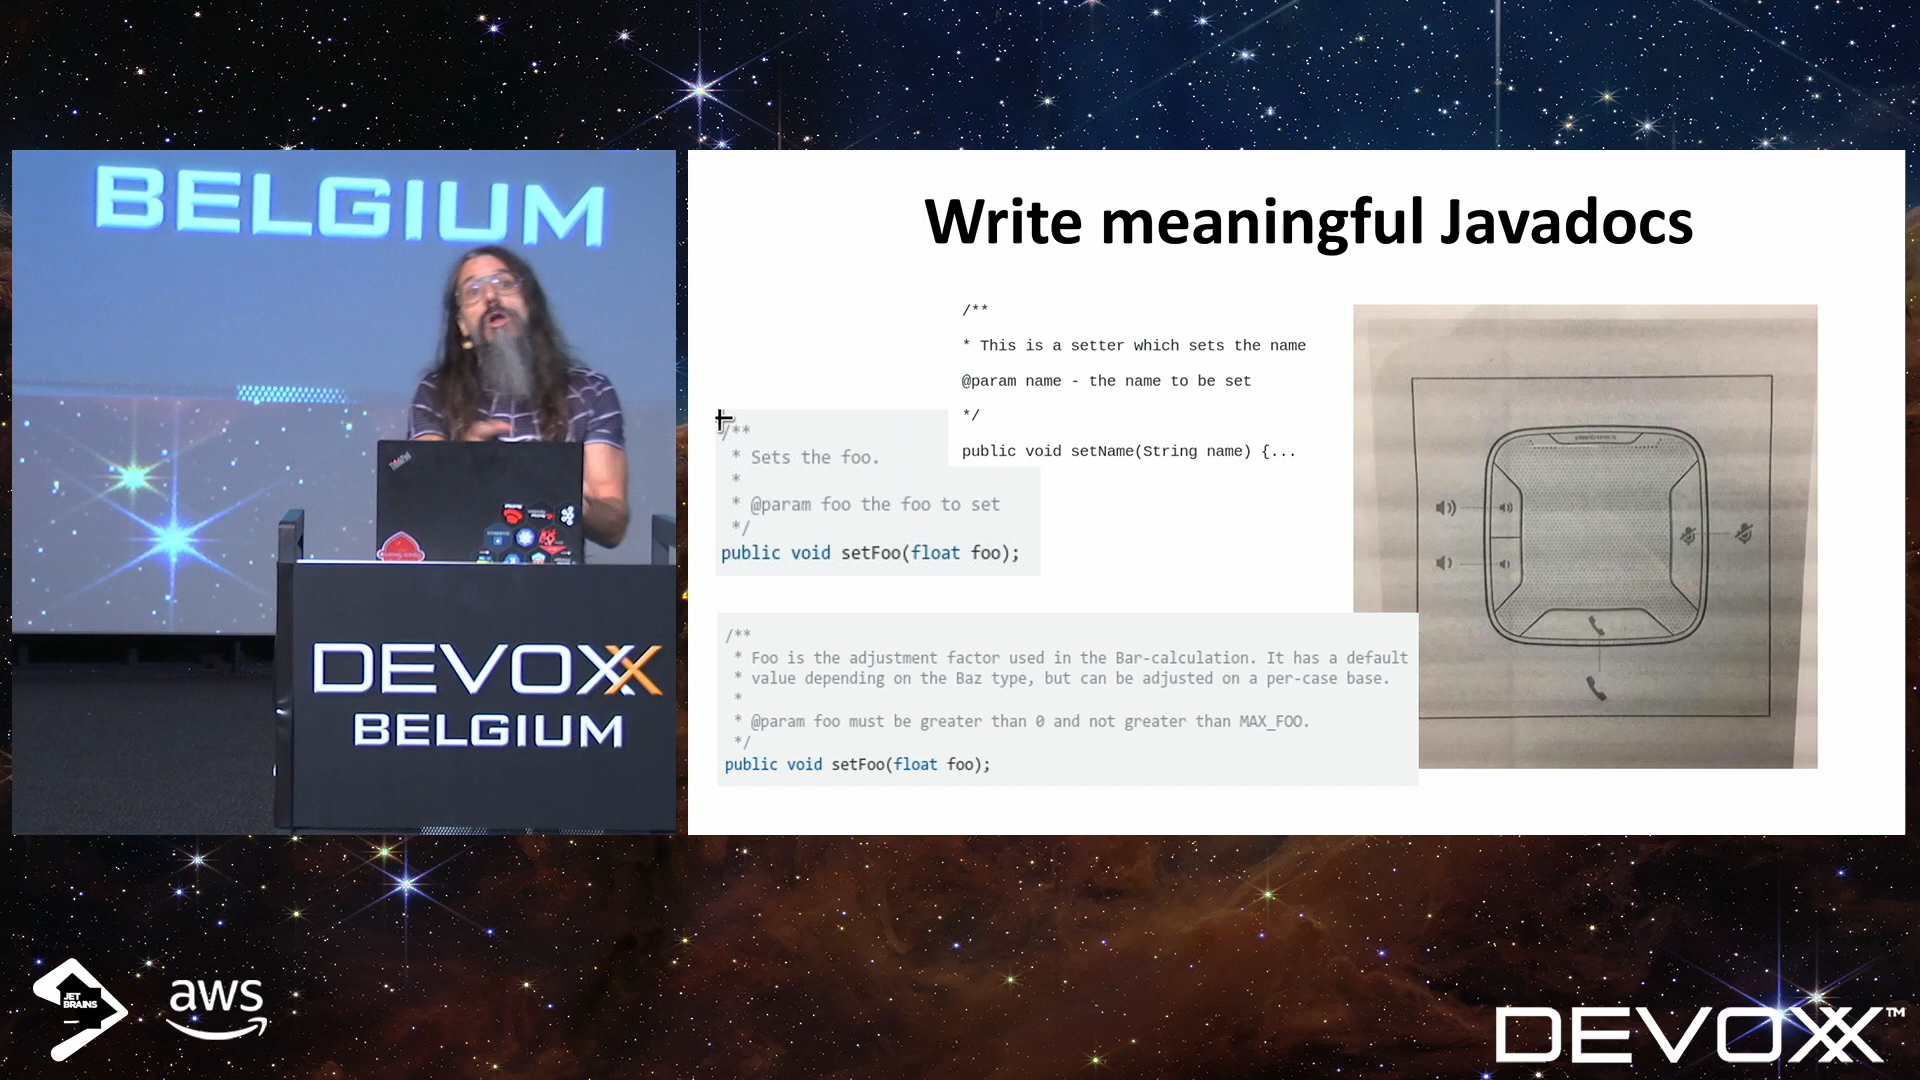 BELGIUM
ThinkPad
DEVOXX
BELGIUM
Write meaningful Javadocs
/**
* This is a setter which sets the name
@param name - the name to be set
*/
public void setName(String name) {...
/**
* Sets the foo.
*
* @param foo the foo to set
*/
public void setFoo(float foo);
/**
* Foo is the adjustment factor used in the Bar-calculation. It has a default
* value depending on the Baz type, but can be adjusted on a per-case base.
*
* @param foo must be greater than 0 and not greater than MAX_FOO.
*/
public void setFoo(float foo);
JET
BRAINS
aws
DEVOXX™